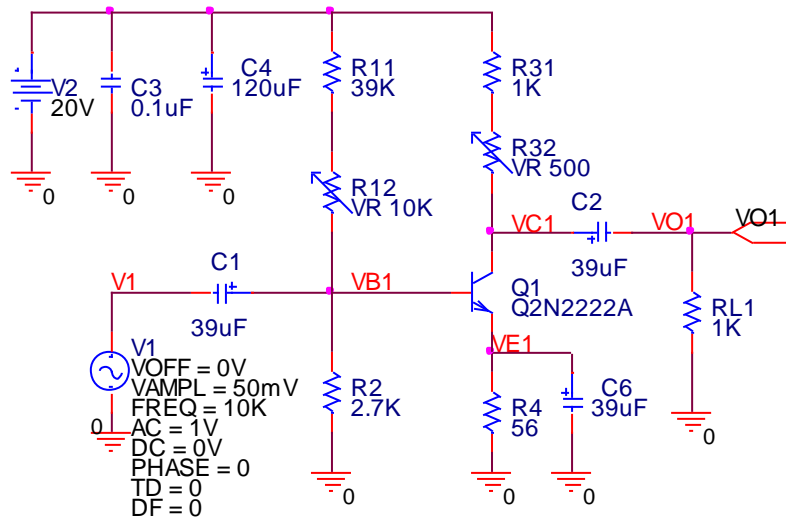 V2
20V
0
C3
0.1uF
0
C4
120uF
0
R11
39K
R12
VR 10K
R31
1K
R32
VR 500
VC1
C2
39uF
VO1
VO1
V1
C1
39uF
VB1
Q1
Q2N2222A
RL1
1K
0
VE1
V1
VOFF = 0V
VAMPL = 50mV
FREQ = 10K
AC = 1V
DC = 0V
PHASE = 0
TD = 0
DF = 0
0
R2
2.7K
0
R4
56
0
C6
39uF
0